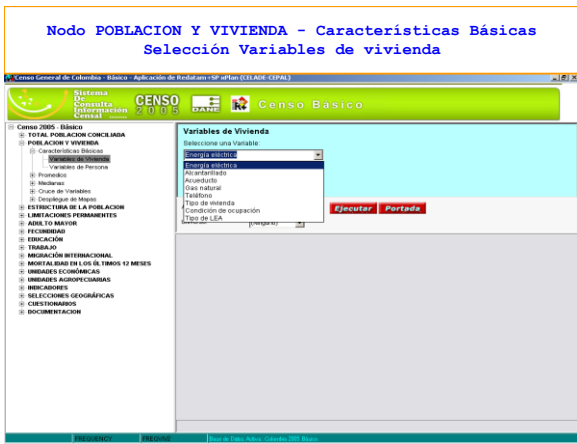 Nodo POBLACION Y VIVIENDA - Características Básicas
Selección Variables de vivienda
Censo General de Colombia - Básico - Aplicación de Redatam +SP xPlan (CELADE-CEPAL)
Sistema
De
Consulta
Información
Censal
CENSO
2005
DANE
Censo Básico
Censo 2005 - Básico
TOTAL POBLACION CONCILIADA
POBLACION Y VIVIENDA
Características Básicas
Variables de Vivienda
Variables de Persona
Promedios
Medianas
Cruce de Variables
Despliegue de Mapas
ESTRUCTURA DE LA POBLACION
LIMITACIONES PERMANENTES
ADULTO MAYOR
FECUNDIDAD
EDUCACIÓN
TRABAJO
MIGRACIÓN INTERNACIONAL
MORTALIDAD EN LOS ÚLTIMOS 12 MESES
UNIDADES ECONÓMICAS
UNIDADES AGROPECUARIAS
INDICADORES
SELECCIONES GEOGRÁFICAS
CUESTIONARIOS
DOCUMENTACION
Variables de Vivienda
Seleccione una Variable:
Energía eléctrica
Energía eléctrica
Alcantarillado
Acueducto
Gas natural
Teléfono
Tipo de vivienda
Condición de ocupación
Tipo de LEA
Ejecutar Portada
(Ninguno)
FREQUENCY FREQVIV2 Base de Datos Activa: Colombia 2005 Básico